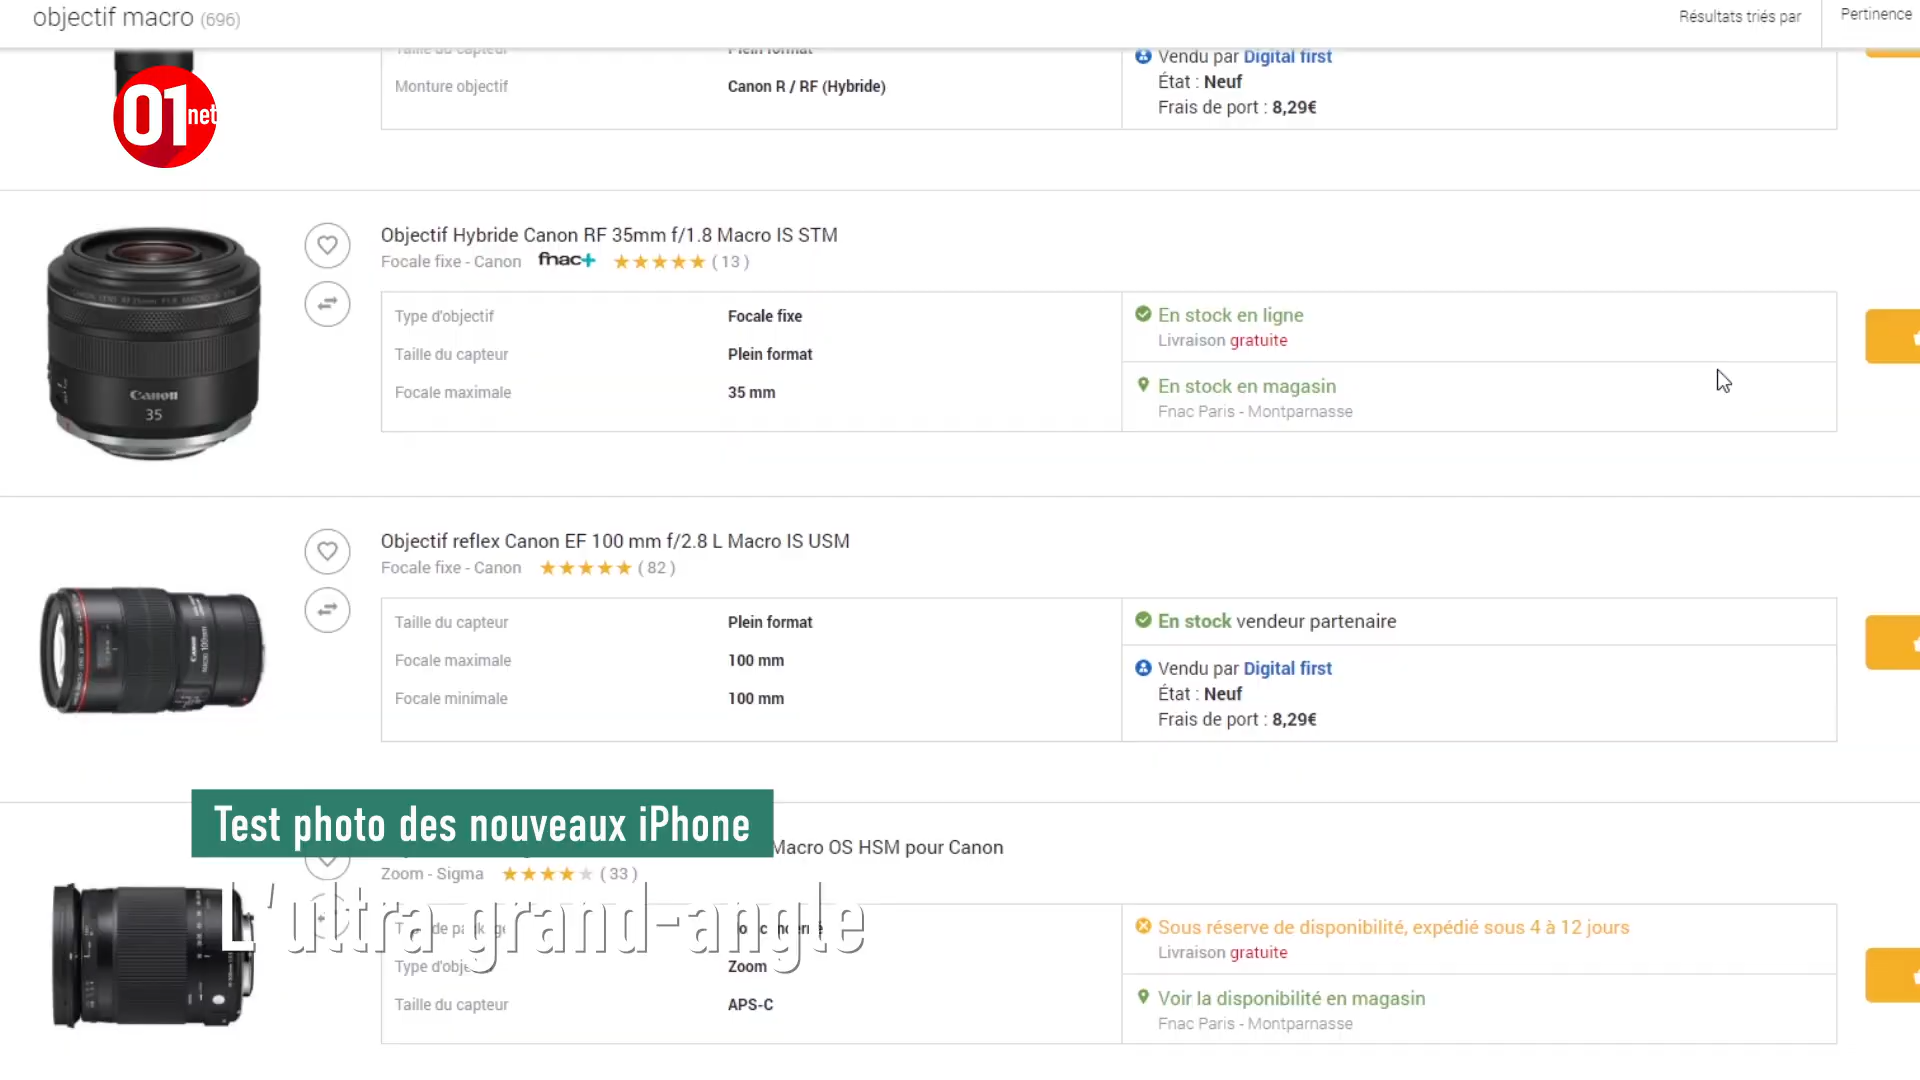 objectif macro (696)
Résultats triés par
Pertinence
Taille du capteur
Plein format
Vendu par Digital first
Monture objectif
Canon R / RF (Hybride)
État : Neuf
Frais de port : 8,29€
01net
Objectif Hybride Canon RF 35mm f/1.8 Macro IS STM
Focale fixe - Canon
fnac+
( 13 )
Type d'objectif
Focale fixe
Taille du capteur
Plein format
Focale maximale
35 mm
En stock en ligne
Livraison gratuite
En stock en magasin
Fnac Paris - Montparnasse
Canon
35
Objectif reflex Canon EF 100 mm f/2.8 L Macro IS USM
Focale fixe - Canon
( 82 )
Taille du capteur
Plein format
Focale maximale
100 mm
Focale minimale
100 mm
En stock vendeur partenaire
Vendu par Digital first
État : Neuf
Frais de port : 8,29€
Test photo des nouveaux iPhone
Macro OS HSM pour Canon
Zoom - Sigma
( 33 )
L'ultra grand-angle
Type d'obje
Zoom
Taille du capteur
APS-C
Sous réserve de disponibilité, expédié sous 4 à 12 jours
Livraison gratuite
Voir la disponibilité en magasin
Fnac Paris - Montparnasse